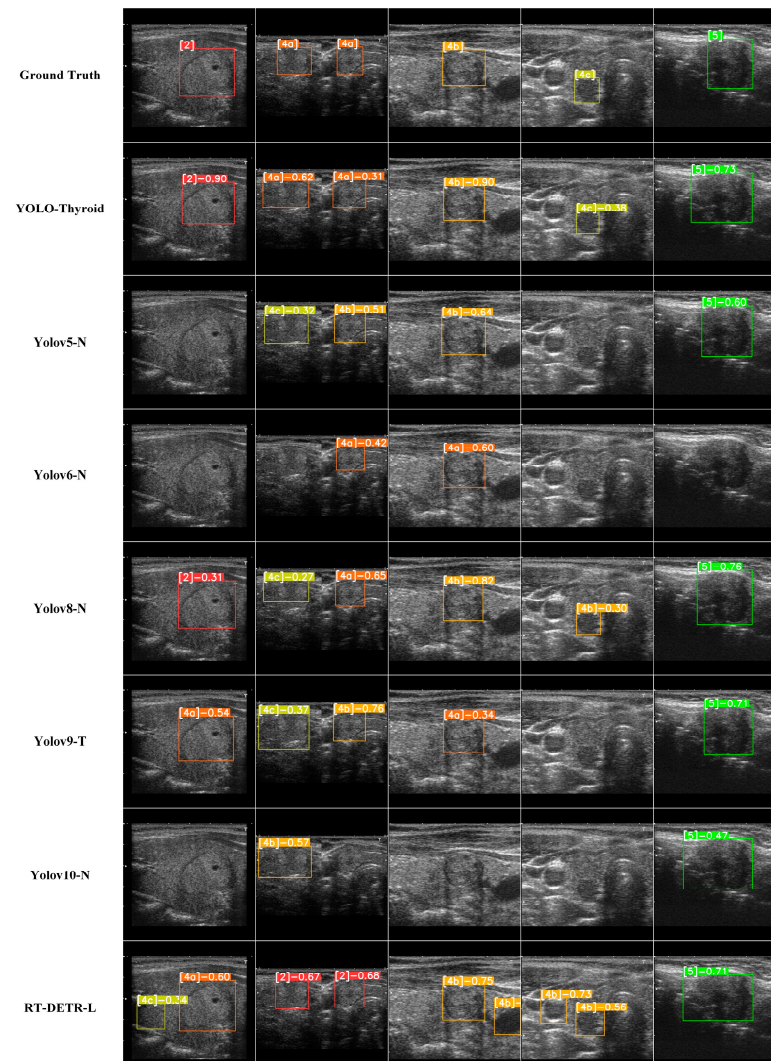 Ground Truth
[2]
[4a]
[4a]
[4b]
[4c]
[5]
YOLO-Thyroid
[2]-0.90
[4a]-0.62
[4a]-0.31
[4b]-0.90
[4c]-0.38
[5]-0.73
Yolov5-N
[4c]-0.32
[4b]-0.51
[4b]-0.64
[5]-0.60
Yolov6-N
[4a]-0.42
[4a]-0.60
Yolov8-N
[2]-0.31
[4c]-0.27
[4a]-0.65
[4b]-0.82
[4b]-0.30
[5]-0.76
Yolov9-T
[4a]-0.54
[4c]-0.37
[4b]-0.76
[4a]-0.34
[5]-0.71
Yolov10-N
[4b]-0.57
[5]-0.47
RT-DETR-L
[4c]-0.34
[4a]-0.60
[2]-0.67
[2]-0.68
[4b]-0.75
[4b]-
[4b]-0.73
[4b]-0.56
[5]-0.71